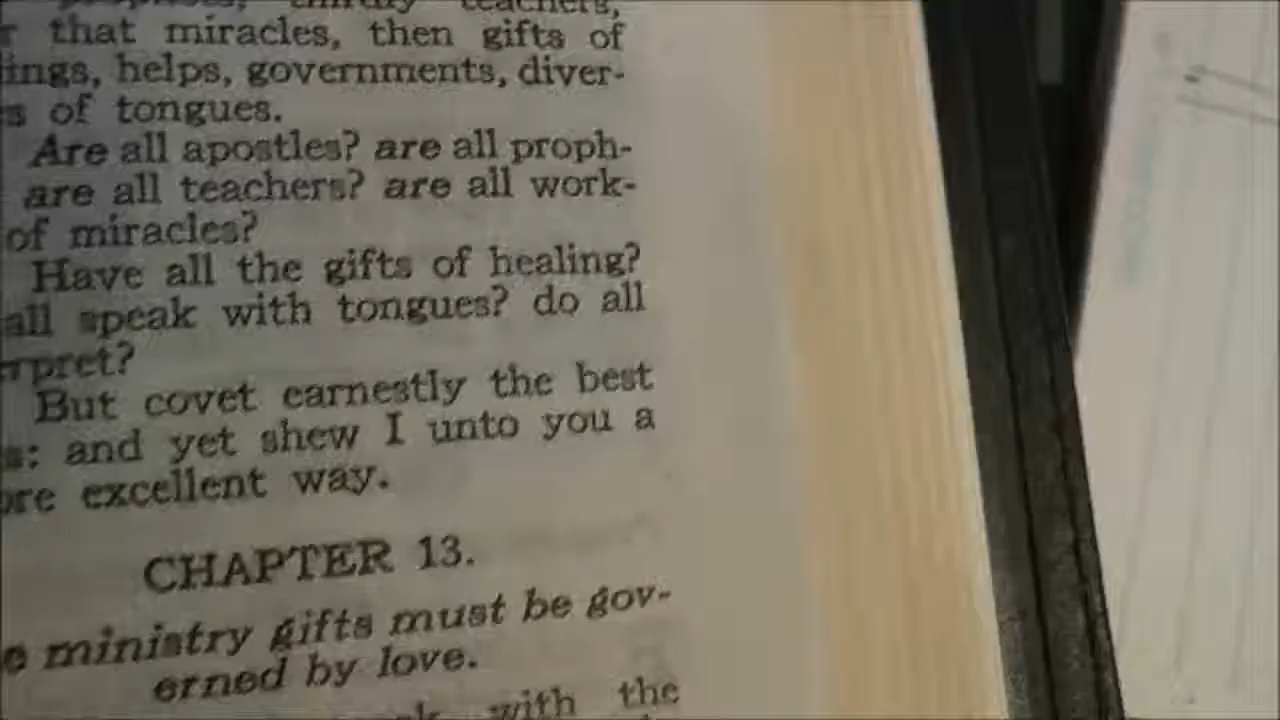 teachers,
that miracles, then gifts of
ings, helps, governments, diver-
s of tongues.
Are all apostles? are all proph-
are all teachers? are all work-
of miracles?
Have all the gifts of healing?
all speak with tongues? do all
rpret?
But covet earnestly the best
s: and yet shew I unto you a
ore excellent way.
CHAPTER 13.
e ministry gifts must be gov-
erned by love.
with the